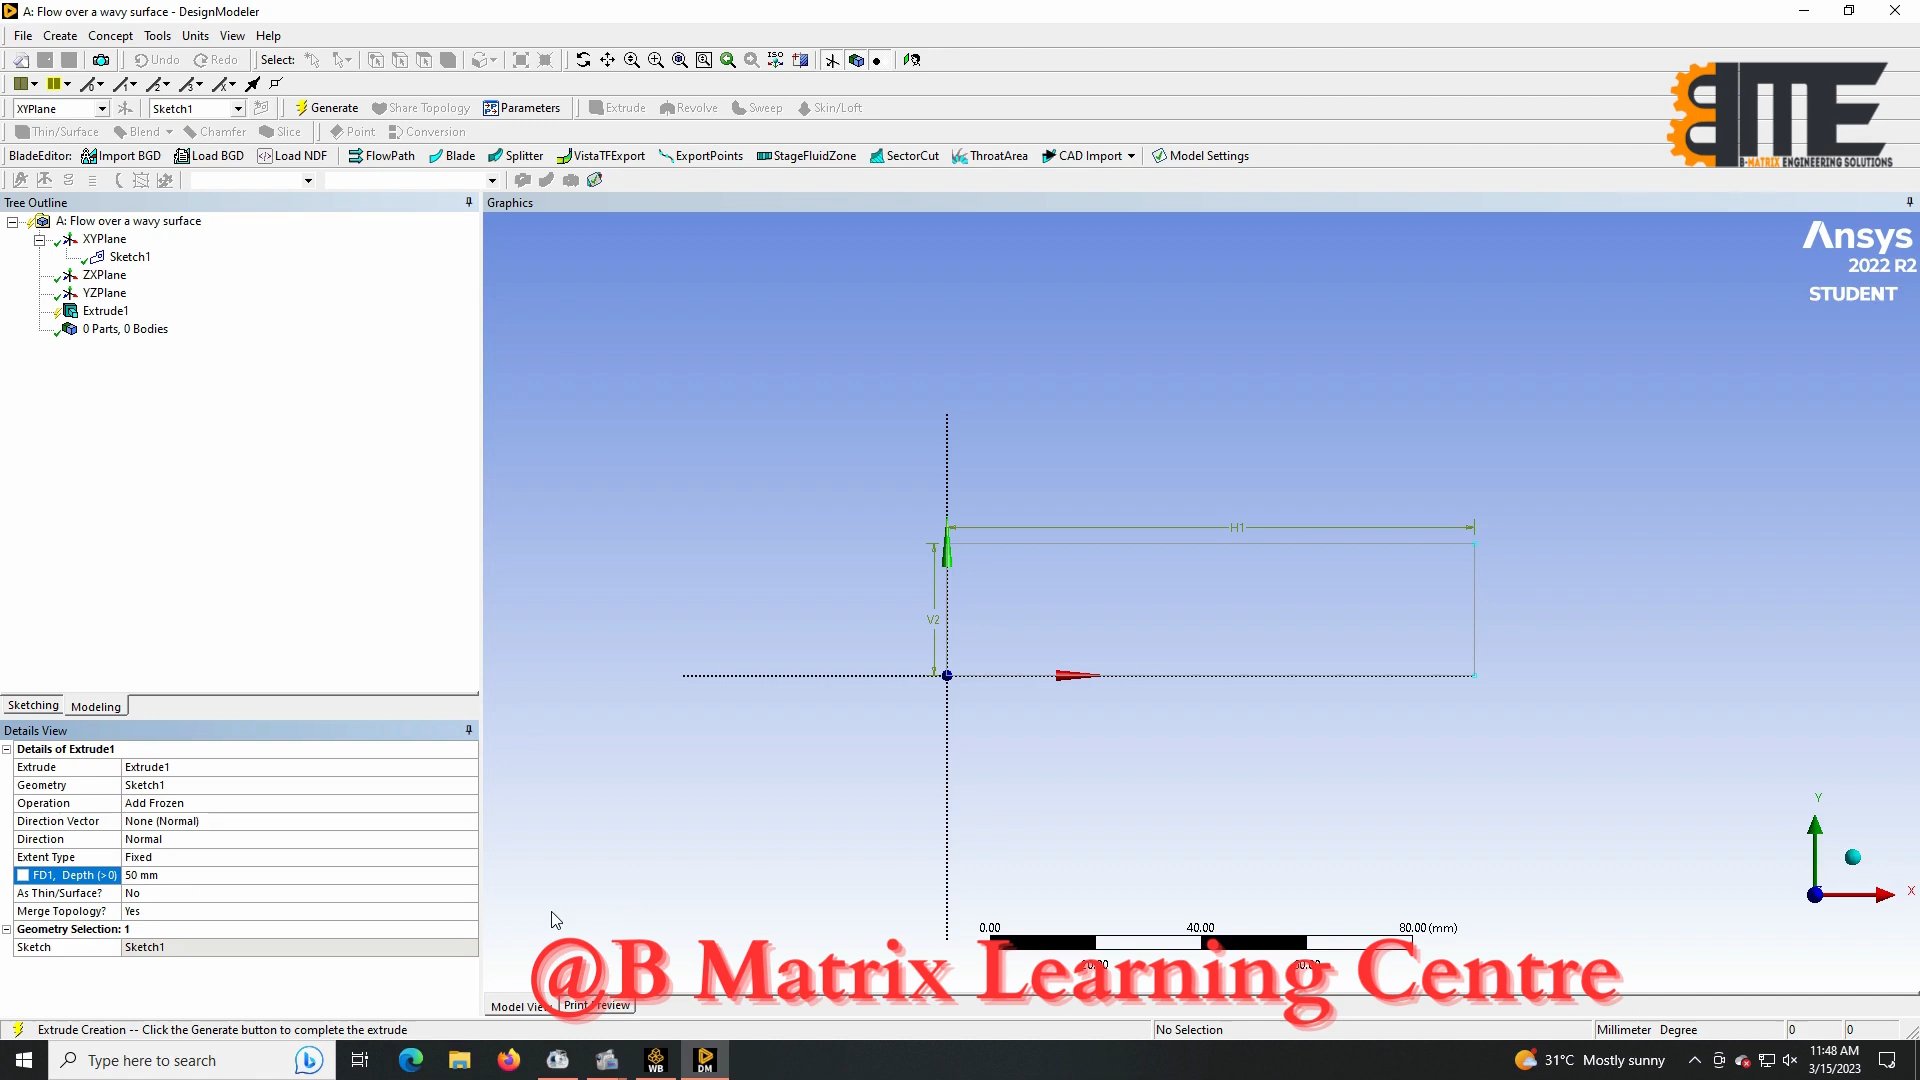 A: Flow over a wavy surface - DesignModeler
File Create Concept Tools Units View Help
Undo Redo Select: ISO
XYPlane Sketch1 Generate Share Topology Parameters Extrude Revolve Sweep Skin/Loft
Thin/Surface Blend Chamfer Slice Point Conversion
BladeEditor: Import BGD Load BGD Load NDF FlowPath Blade Splitter VistaTFExport ExportPoints StageFluidZone SectorCut ThroatArea CAD Import Model Settings
BME
B-MATRIX ENGINEERING SOLUTIONS
Tree Outline
A: Flow over a wavy surface
XYPlane
Sketch1
ZXPlane
YZPlane
Extrude1
0 Parts, 0 Bodies
Sketching Modeling
Details View
Details of Extrude1
Extrude Extrude1
Geometry Sketch1
Operation Add Frozen
Direction Vector None (Normal)
Direction Normal
Extent Type Fixed
FD1, Depth (>0) 50 mm
As Thin/Surface? No
Merge Topology? Yes
Geometry Selection: 1
Sketch Sketch1
Graphics
Ansys
2022 R2
STUDENT
H1
V2
Y
X
0.00 40.00 80.00 (mm)
@B Matrix Learning Centre
Print Preview
Extrude Creation -- Click the Generate button to complete the extrude No Selection Millimeter Degree 0 0
Type here to search WB DM 31°C Mostly sunny 11:48 AM
3/15/2023